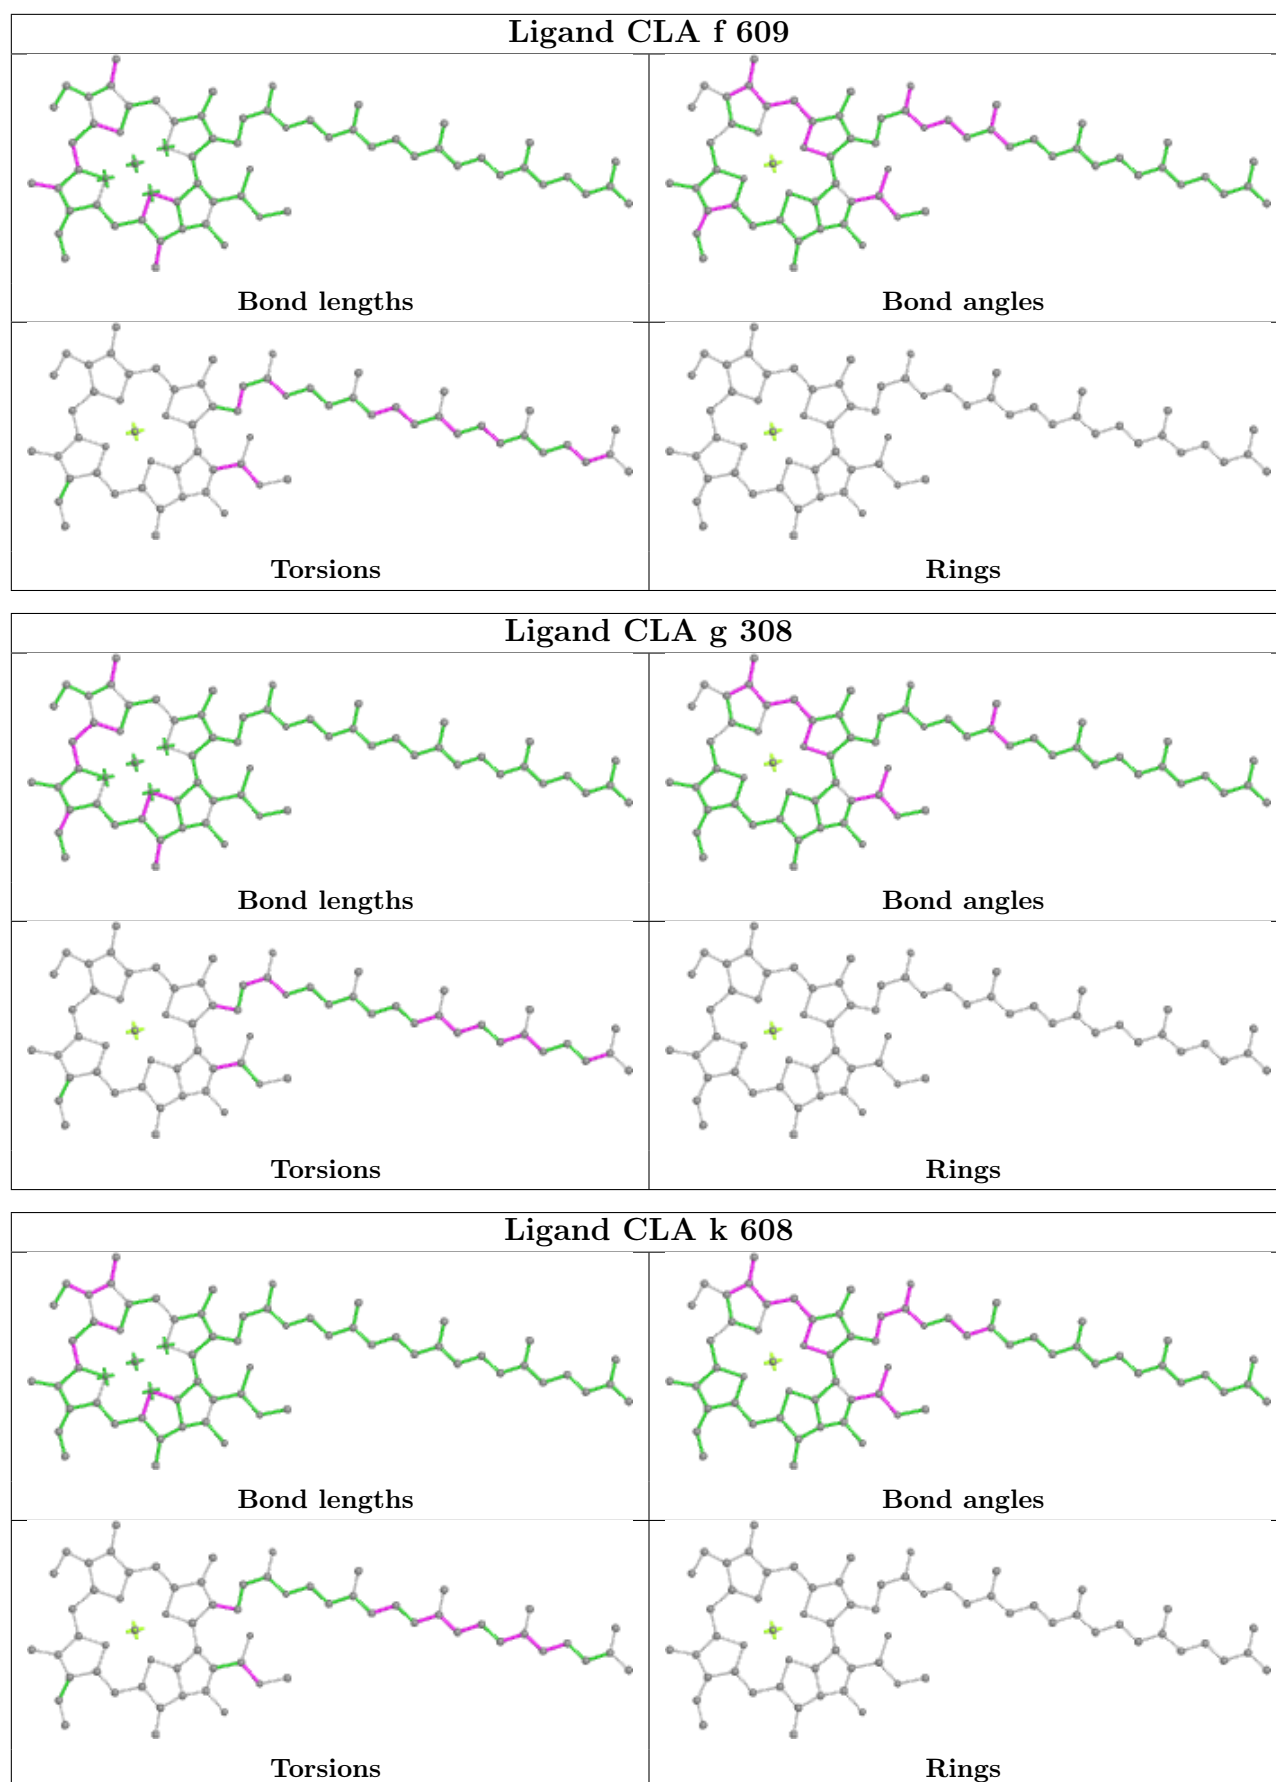 Ligand CLA f 609
Bond lengths
Bond angles
Torsions
Rings
Ligand CLA g 308
Bond lengths
Bond angles
Torsions
Rings
Ligand CLA k 608
Bond lengths
Bond angles
Torsions
Rings